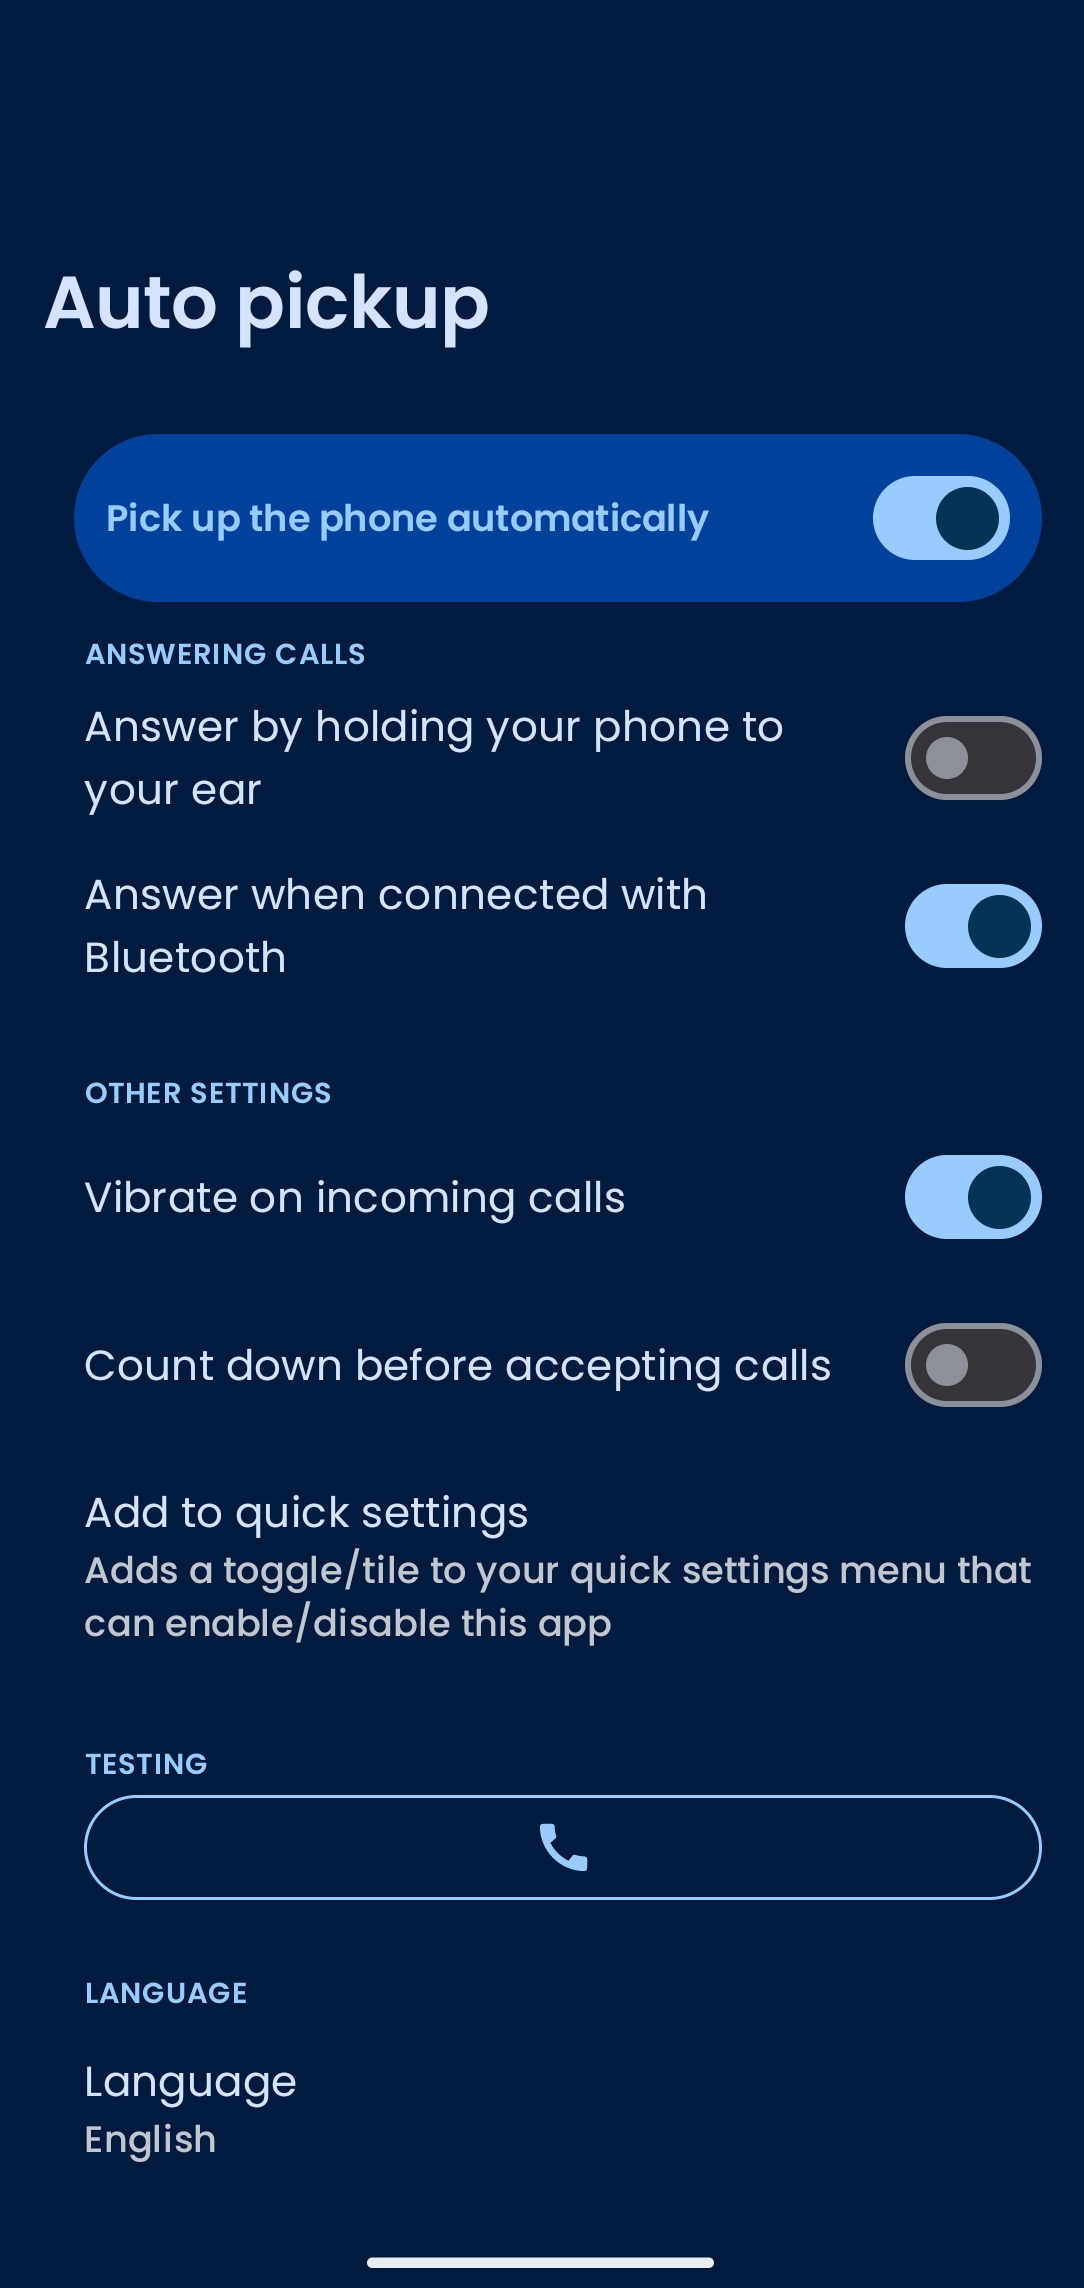 Auto pickup
Pick up the phone automatically
ANSWERING CALLS
Answer by holding your phone to
your ear
Answer when connected with
Bluetooth
OTHER SETTINGS
Vibrate on incoming calls
Count down before accepting calls
Add to quick settings
Adds a toggle/tile to your quick settings menu that
can enable/disable this app
TESTING
LANGUAGE
Language
English